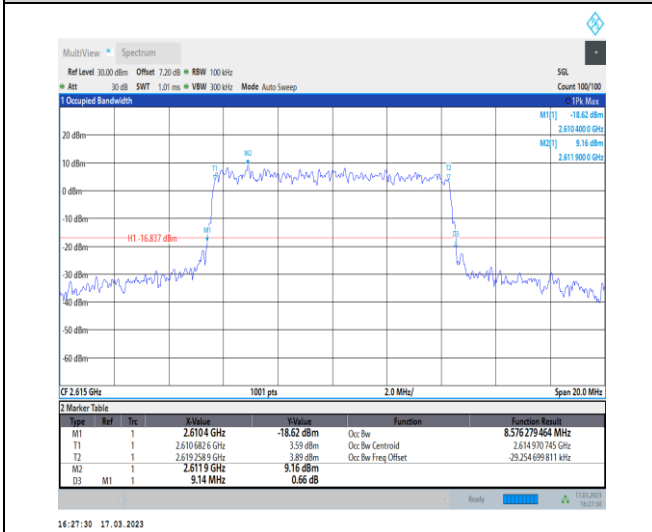 MultiView Spectrum
Ref Level 30.00 dBm Offset 7.20 dB RBW 100 kHz SGL
Att 30 dB SWT 1.01 ms VBW 300 kHz Mode Auto Sweep Count 100/100
1 Occupied Bandwidth 1Pk Max
M1[1] -18.62 dBm
2.610 400 0 GHz
20 dBm M2[1] 9.16 dBm
2.611 900 0 GHz
M2
10 dBm T1 T2
0 dBm
-10 dBm
M1 D3
H1 -16.837 dBm
-30 dBm
-40 dBm
-50 dBm
-60 dBm
CF 2.615 GHz 1001 pts 2.0 MHz/ Span 20.0 MHz
2 Marker Table
Type Ref Trc X-Value Y-Value Function Function Result
M1 1 2.6104 GHz -18.62 dBm Occ Bw 8.576 279 464 MHz
T1 1 2.610 682 6 GHz 3.59 dBm Occ Bw Centroid 2.614 970 745 GHz
T2 1 2.619 258 9 GHz 3.89 dBm Occ Bw Freq Offset -29.254 699 811 kHz
M2 1 2.6119 GHz 9.16 dBm
D3 M1 1 9.14 MHz 0.66 dB
Ready 17.03.2023
16:27:30
16:27:30 17.03.2023